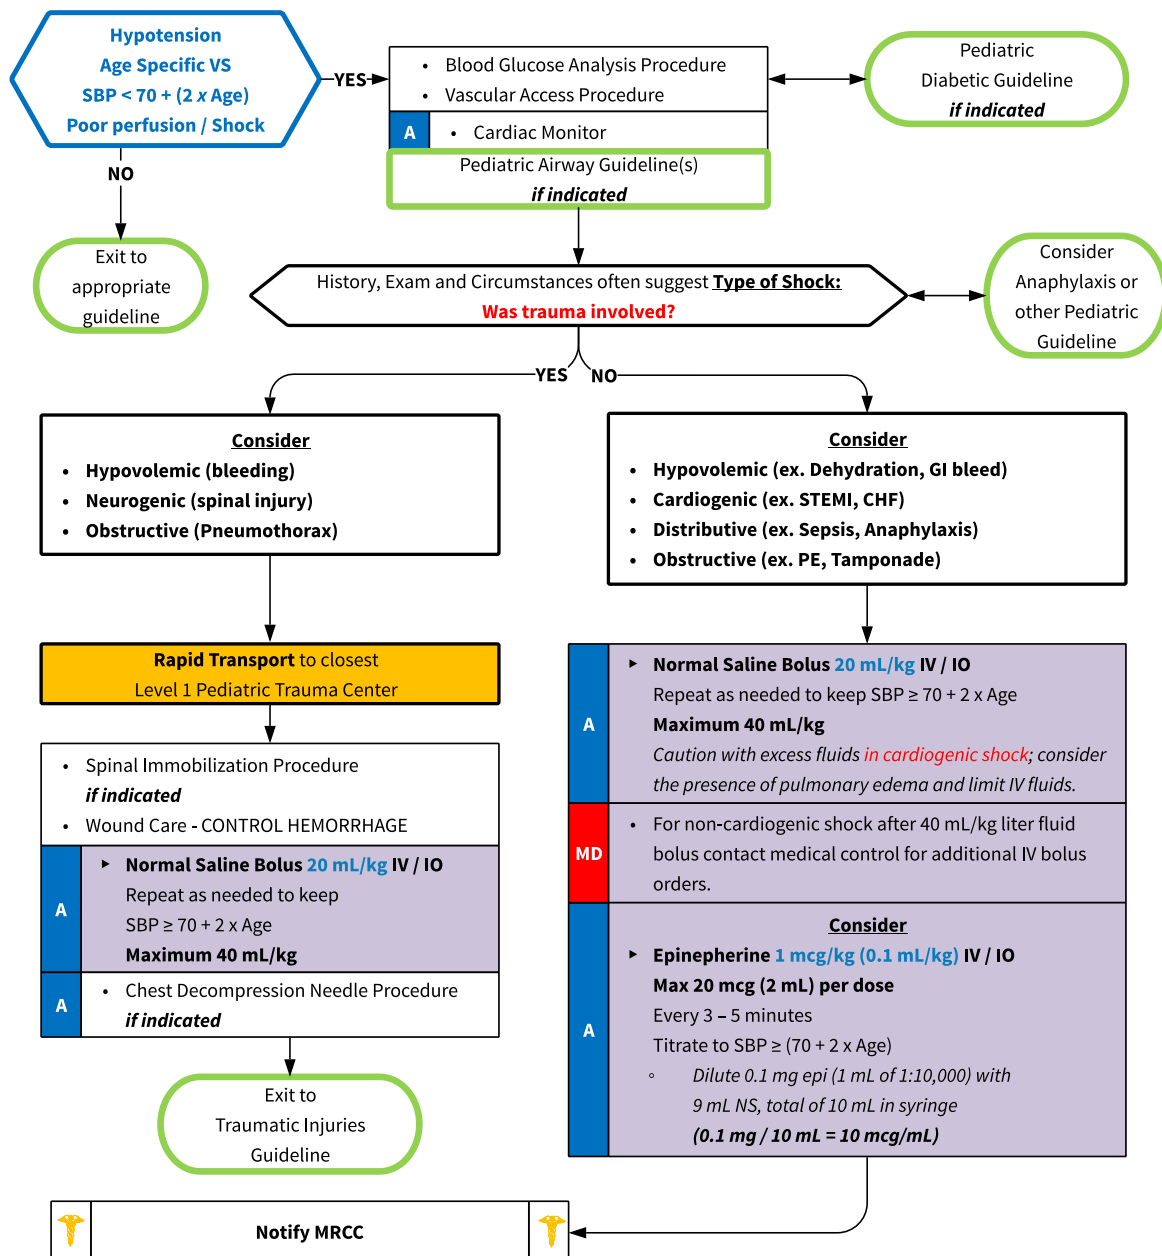 Hypotension
Age Specific VS
SBP < 70 + (2 x Age)
Poor perfusion / Shock
YES
• Blood Glucose Analysis Procedure
• Vascular Access Procedure
A
• Cardiac Monitor
Pediatric Airway Guideline(s)
if indicated
Pediatric
Diabetic Guideline
if indicated
NO
Exit to
appropriate
guideline
History, Exam and Circumstances often suggest Type of Shock:
Was trauma involved?
Consider
Anaphylaxis or
other Pediatric
Guideline
YES
NO
Consider
• Hypovolemic (bleeding)
• Neurogenic (spinal injury)
• Obstructive (Pneumothorax)
Consider
• Hypovolemic (ex. Dehydration, GI bleed)
• Cardiogenic (ex. STEMI, CHF)
• Distributive (ex. Sepsis, Anaphylaxis)
• Obstructive (ex. PE, Tamponade)
Rapid Transport to closest
Level 1 Pediatric Trauma Center
• Spinal Immobilization Procedure
if indicated
• Wound Care - CONTROL HEMORRHAGE
A
▸ Normal Saline Bolus 20 mL/kg IV / IO
Repeat as needed to keep
SBP ≥ 70 + 2 x Age
Maximum 40 mL/kg
A
• Chest Decompression Needle Procedure
if indicated
Exit to
Traumatic Injuries
Guideline
A
▸ Normal Saline Bolus 20 mL/kg IV / IO
Repeat as needed to keep SBP ≥ 70 + 2 x Age
Maximum 40 mL/kg
Caution with excess fluids in cardiogenic shock; consider
the presence of pulmonary edema and limit IV fluids.
MD
• For non-cardiogenic shock after 40 mL/kg liter fluid
bolus contact medical control for additional IV bolus
orders.
A
Consider
▸ Epinepherine 1 mcg/kg (0.1 mL/kg) IV / IO
Max 20 mcg (2 mL) per dose
Every 3 – 5 minutes
Titrate to SBP ≥ (70 + 2 x Age)
◦ Dilute 0.1 mg epi (1 mL of 1:10,000) with
9 mL NS, total of 10 mL in syringe
(0.1 mg / 10 mL = 10 mcg/mL)
Notify MRCC